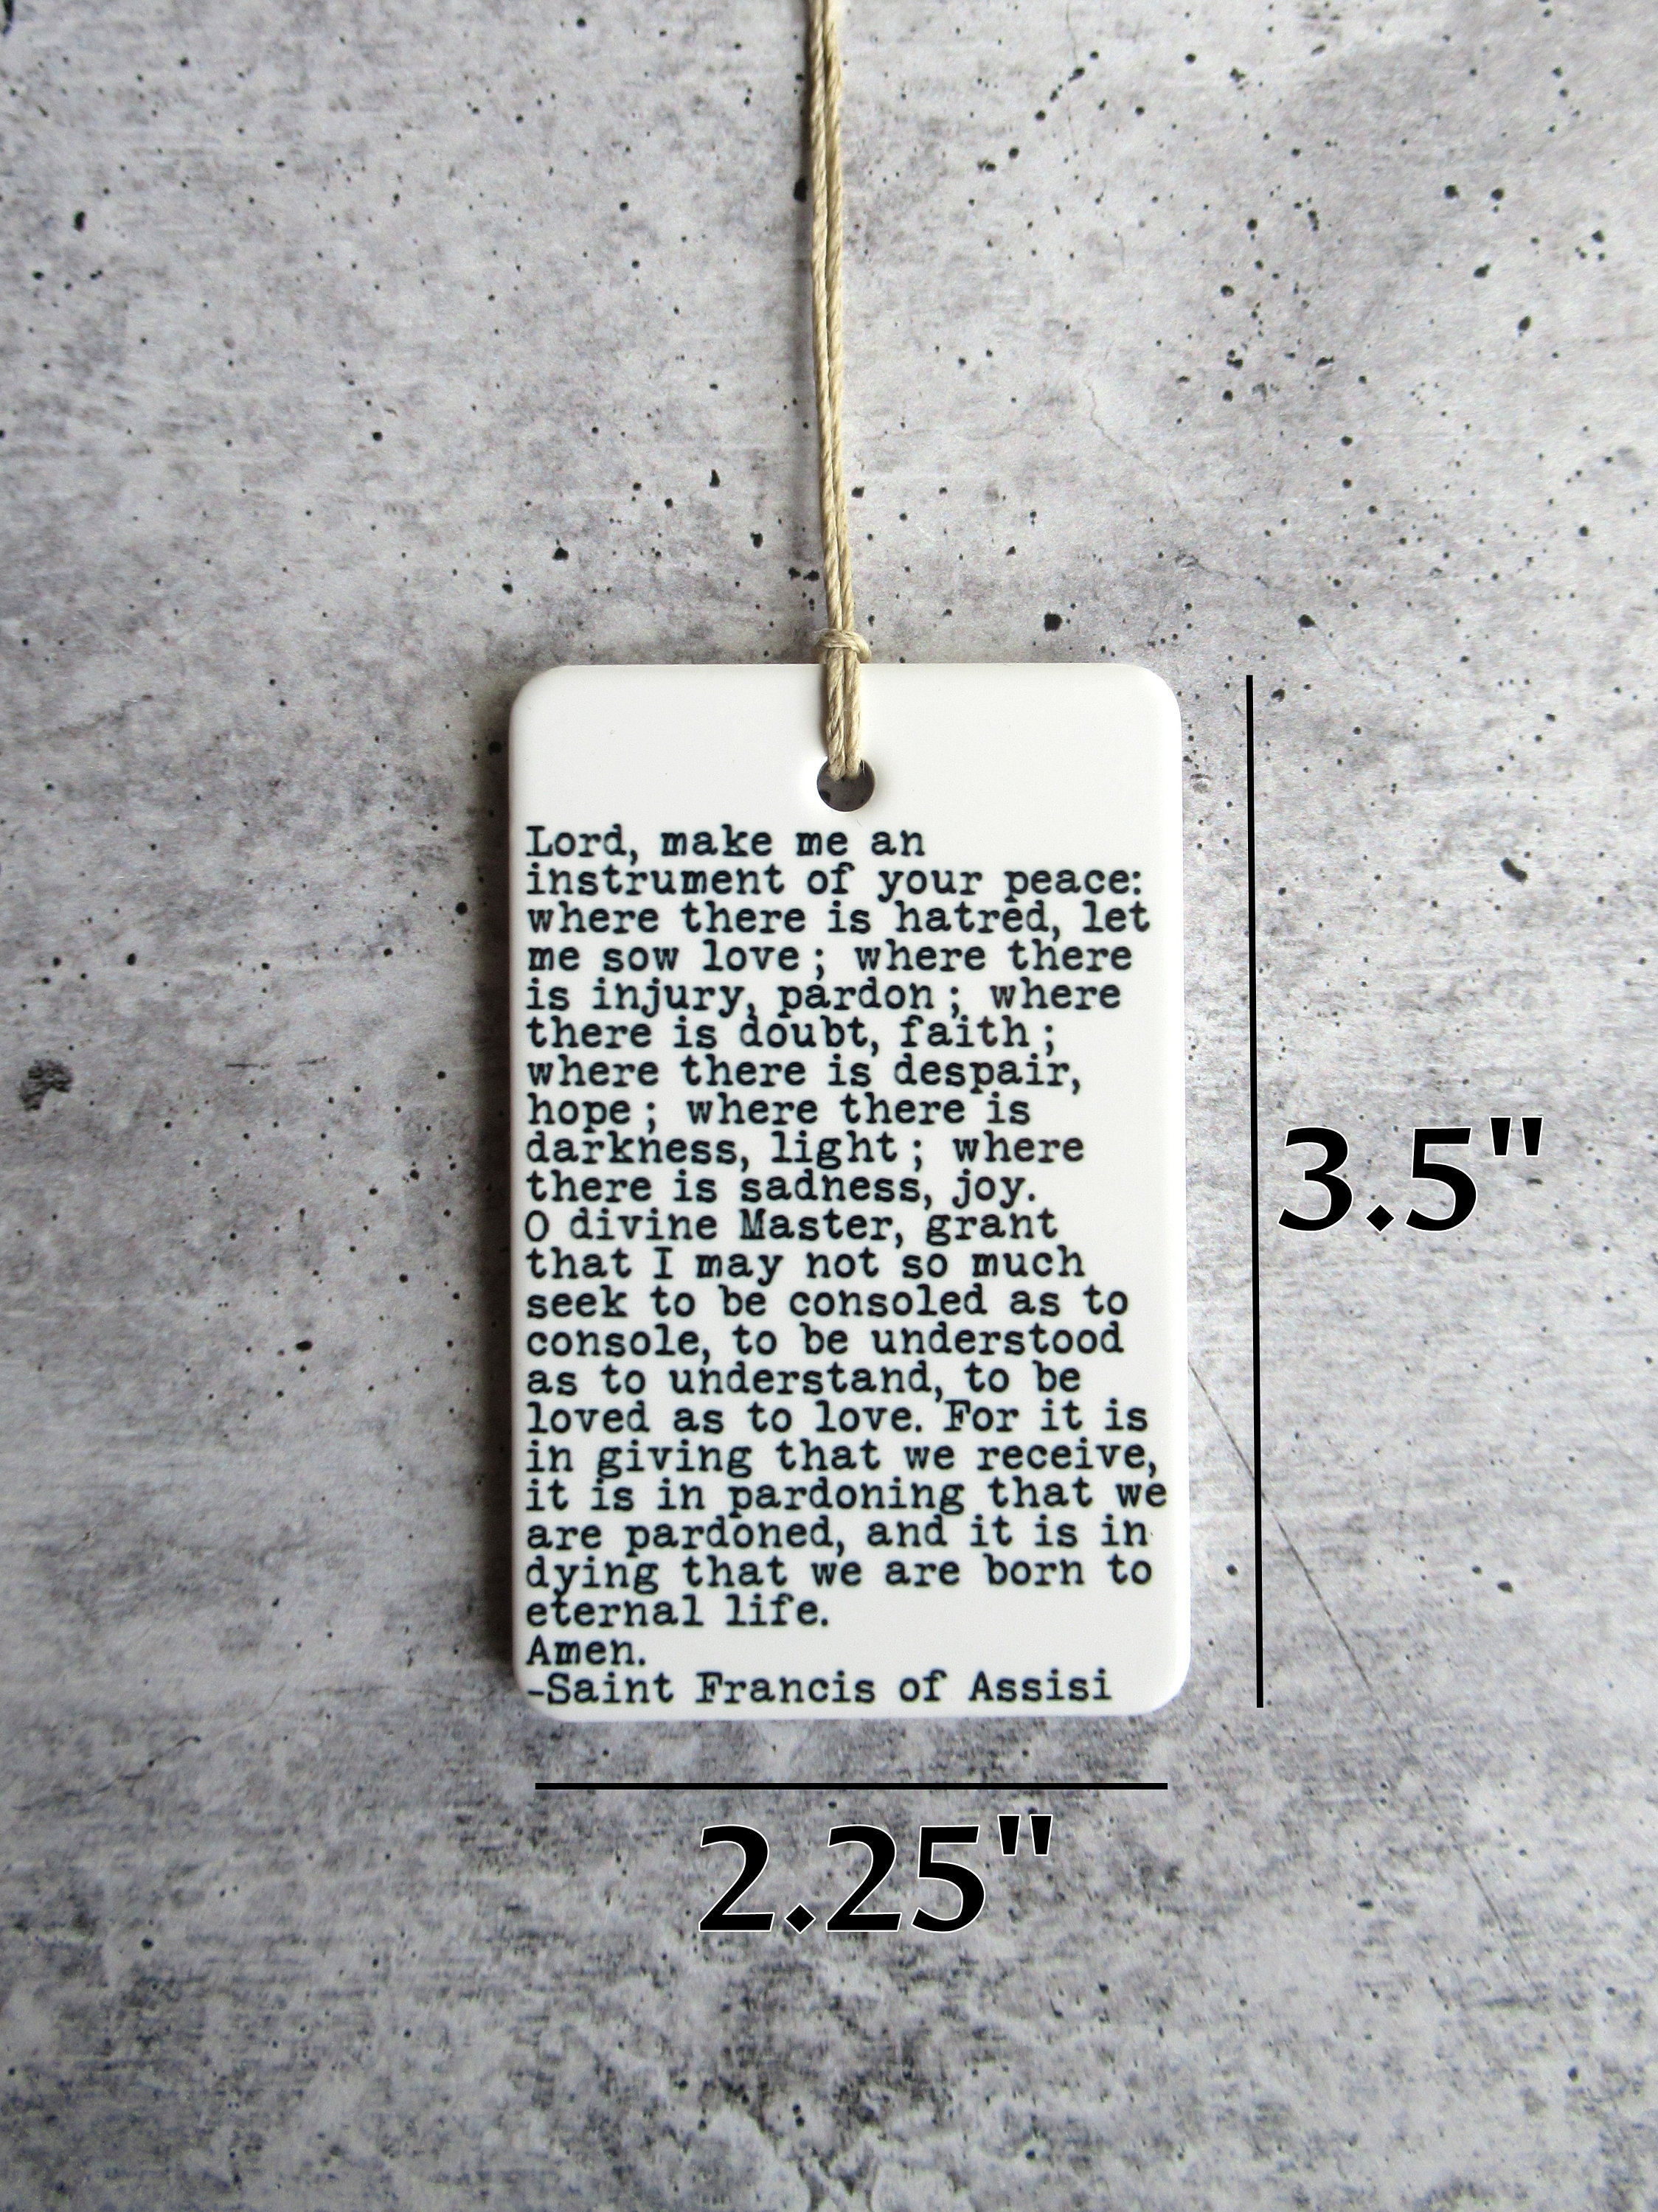 Lord, make me an
instrument of your peace:
where there is hatred, let
me sow love; where there
is injury, pardon; where
there is doubt, faith;
where there is despair,
hope; where there is
darkness, light; where
there is sadness, joy.
O divine Master, grant
that I may not so much
seek to be consoled as to
console, to be understood
as to understand, to be
loved as to love. For it is
in giving that we receive,
it is in pardoning that we
are pardoned, and it is in
dying that we are born to
eternal life.
Amen.
-Saint Francis of Assisi
3.5"
2.25"